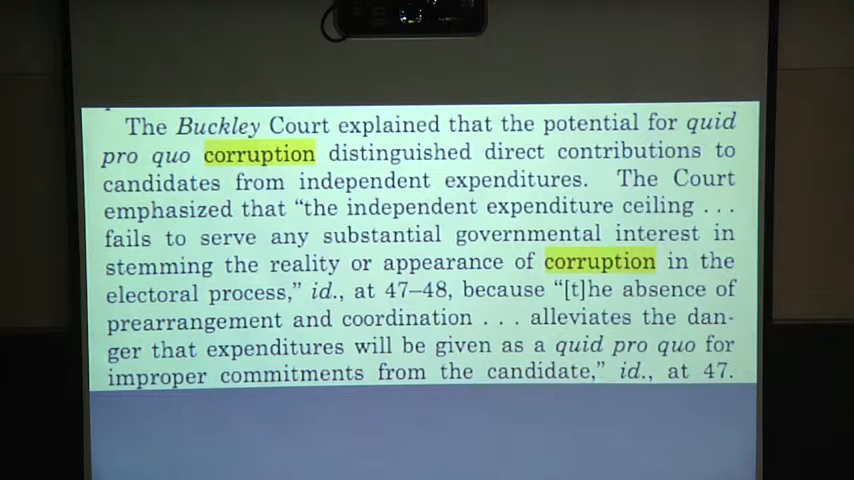 The Buckley Court explained that the potential for quid
pro quo corruption distinguished direct contributions to
candidates from independent expenditures. The Court
emphasized that “the independent expenditure ceiling . . .
fails to serve any substantial governmental interest in
stemming the reality or appearance of corruption in the
electoral process,” id., at 47–48, because “[t]he absence of
prearrangement and coordination . . . alleviates the dan-
ger that expenditures will be given as a quid pro quo for
improper commitments from the candidate,” id., at 47.